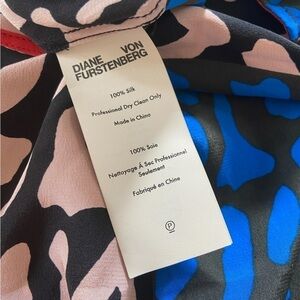 DIANE VON
FURSTENBERG
100% Silk
Professional Dry Clean Only
Made in China
100% Soie
Nettoyage À Sec Professionnel
Seulement
Fabriqué en Chine
P